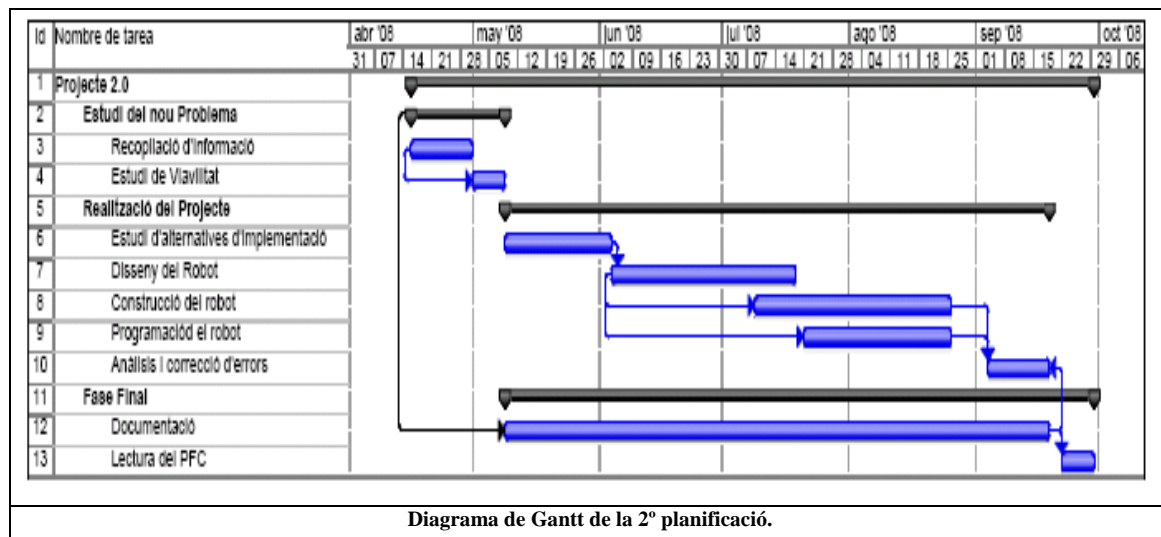 Id Nombre de tarea abr '08 may '08 jun '08 jul '08 ago '08 sep '08 oct '08
31 07 14 21 28 05 12 19 26 02 09 16 23 30 07 14 21 28 04 11 18 25 01 08 15 22 29 06
1 Projecte 2.0
2 Estudi del nou Problema
3 Recopilació d'informació
4 Estudi de Viavilitat
5 Realització del Projecte
6 Estudi d'alternatives d'implementació
7 Disseny del Robot
8 Construcció del robot
9 Programacíód el robot
10 Anàlisis i correcció d'errors
11 Fase Final
12 Documentació
13 Lectura del PFC
Diagrama de Gantt de la 2º planificació.